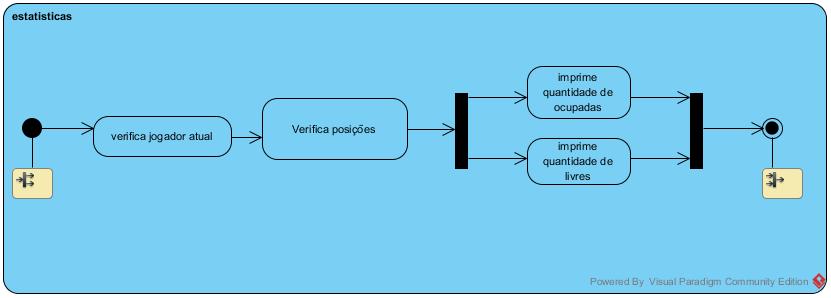 estatisticas
verifica jogador atual
Verifica posições
imprime
quantidade de
ocupadas
imprime
quantidade de
livres
Powered By Visual Paradigm Community Edition